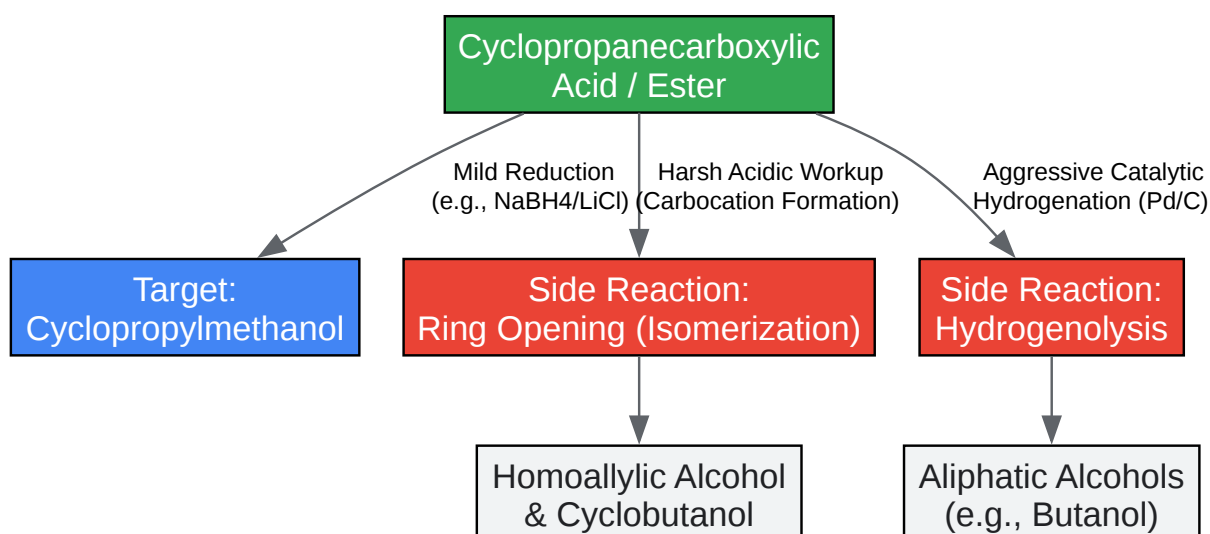 Cyclopropanecarboxylic
Acid / Ester
Mild Reduction
(e.g., NaBH4/LiCl)
Harsh Acidic Workup
(Carbocation Formation)
Aggressive Catalytic
Hydrogenation (Pd/C)
Target:
Cyclopropylmethanol
Side Reaction:
Ring Opening (Isomerization)
Side Reaction:
Hydrogenolysis
Homoallylic Alcohol
& Cyclobutanol
Aliphatic Alcohols
(e.g., Butanol)